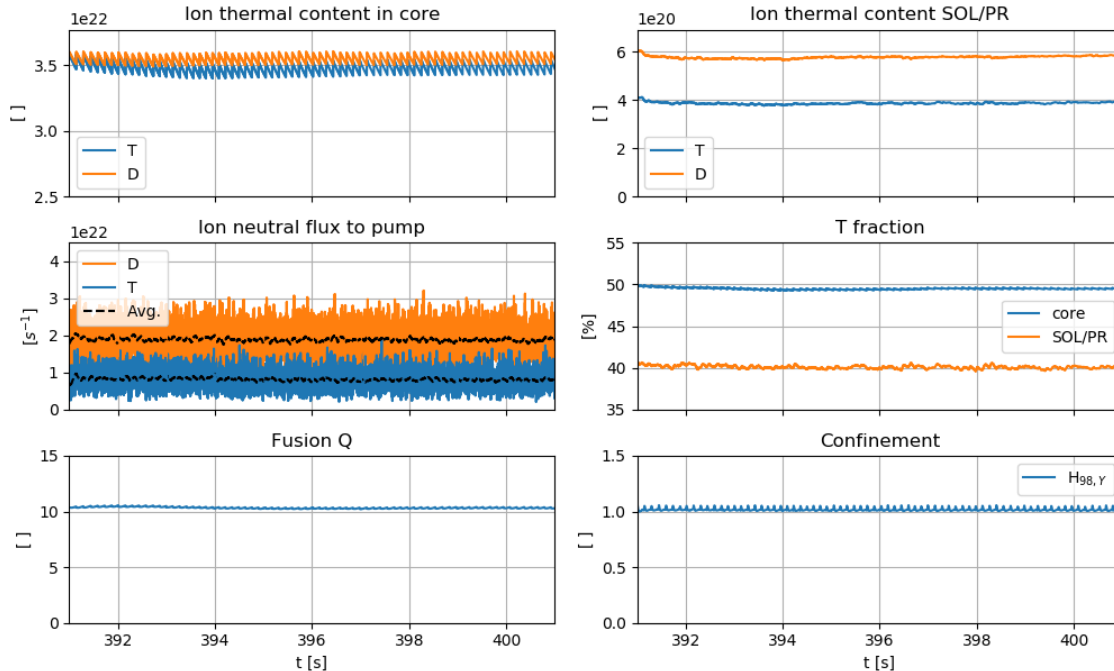 Ion thermal content in core
1e22
3.5
3.0
2.5
[ ]
T
D
Ion thermal content SOL/PR
1e20
6
4
2
0
[ ]
T
D
Ion neutral flux to pump
1e22
4
3
2
1
0
[s⁻¹]
D
T
Avg.
T fraction
55
50
45
40
35
[%]
core
SOL/PR
Fusion Q
15
10
5
0
[ ]
392 394 396 398 400
t [s]
Confinement
1.5
1.0
0.5
0.0
[ ]
H₉₈,Y
392 394 396 398 400
t [s]